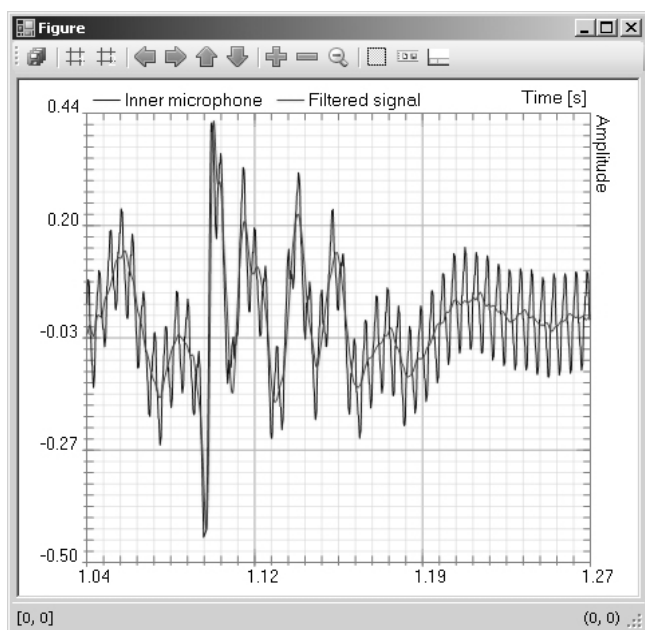 Figure
Inner microphone Filtered signal Time [s]
Amplitude
0.44
0.20
-0.03
-0.27
-0.50
1.04 1.12 1.19 1.27
[0, 0] (0, 0)